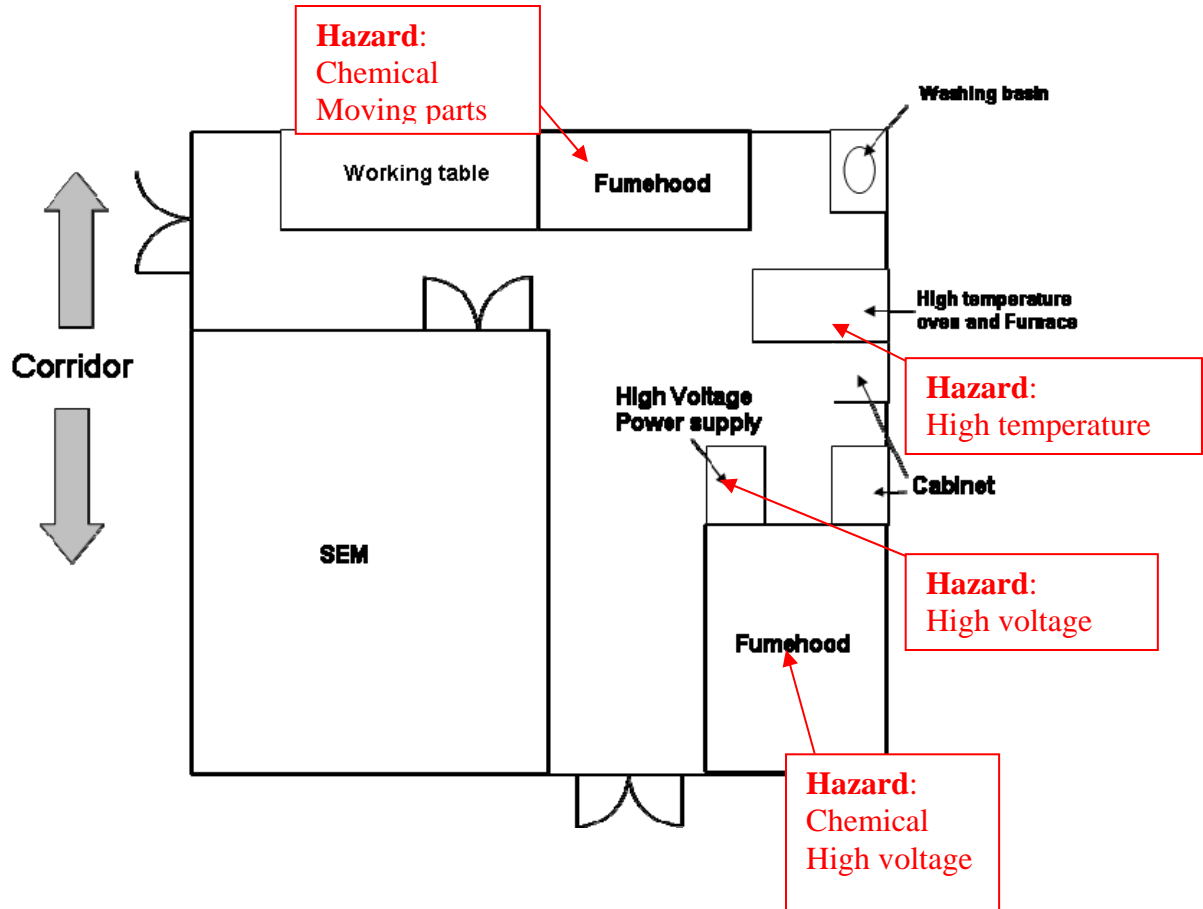 Hazard:
Chemical
Moving parts
Washing basin
Working table
Fumehood
High temperature
oven and Furnace
Corridor
Hazard:
High temperature
High Voltage
Power supply
Cabinet
SEM
Hazard:
High voltage
Fumehood
Hazard:
Chemical
High voltage